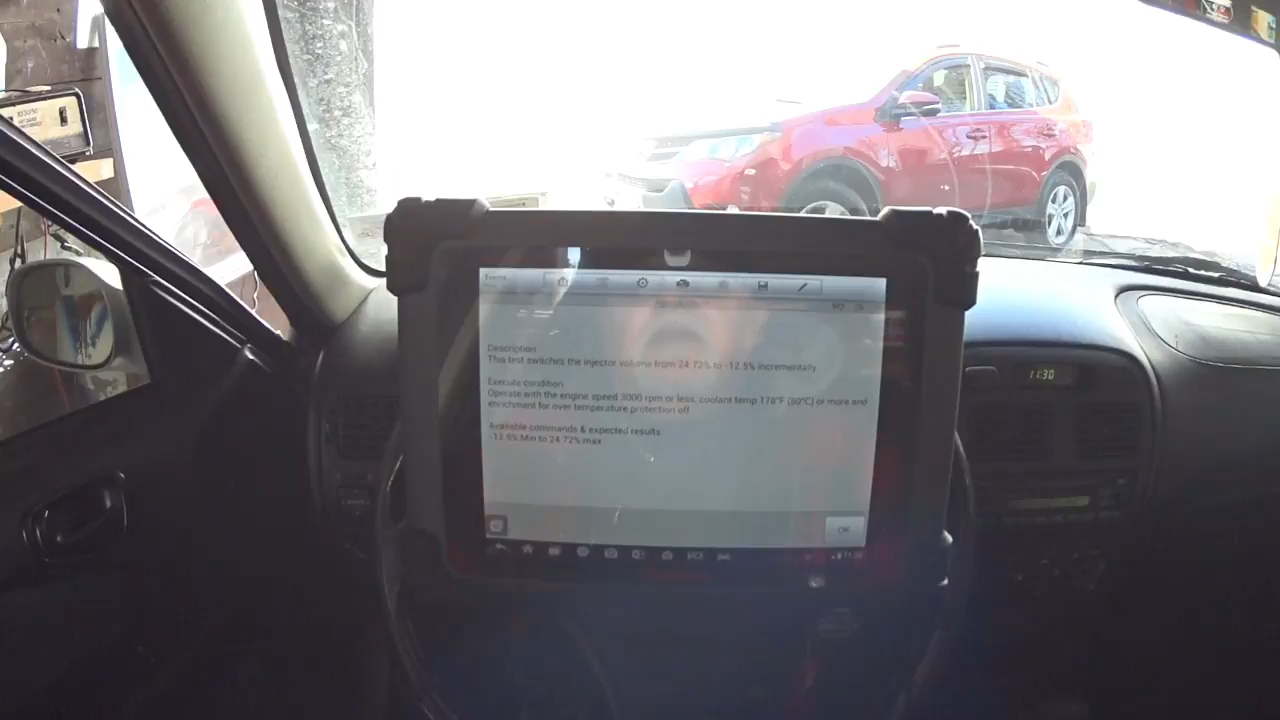 Description
This test switches the injector volume from 24.72% to -12.5% incrementally
Execute condition
Operate with the engine speed 3000 rpm or less, coolant temp 178°F (80°C) or more and
enrichment for over temperature protection off
Available commands & expected results
-12.5% Min to 24.72% max
OK
11:30